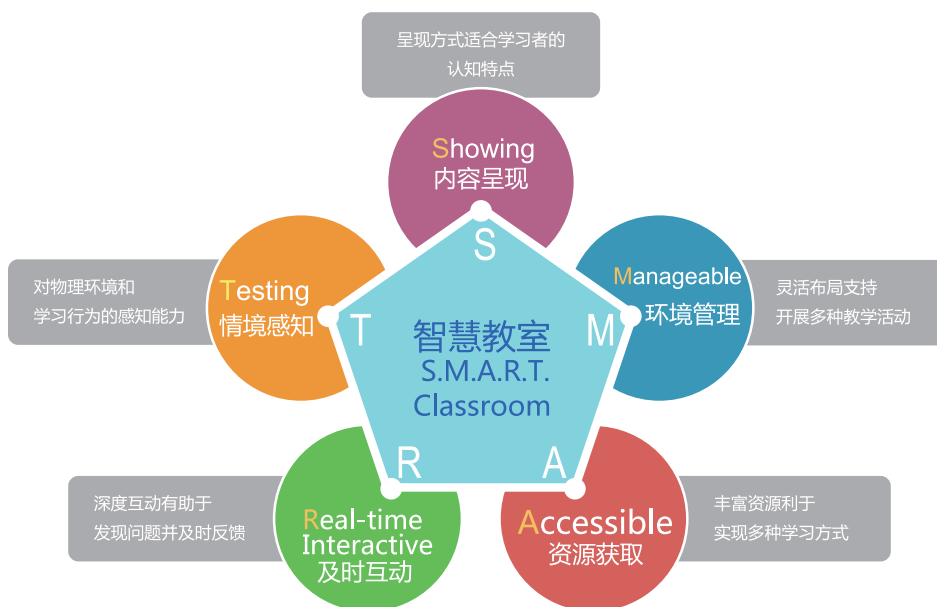 呈现方式适合学习者的
认知特点
Showing
内容呈现
S
Manageable
环境管理
M
灵活布局支持
开展多种教学活动
Testing
情境感知
T
对物理环境和
学习行为的感知能力
智慧教室
S.M.A.R.T.
Classroom
R
A
深度互动有助于
发现问题并及时反馈
Real-time
Interactive
及时互动
Accessible
资源获取
丰富资源利于
实现多种学习方式